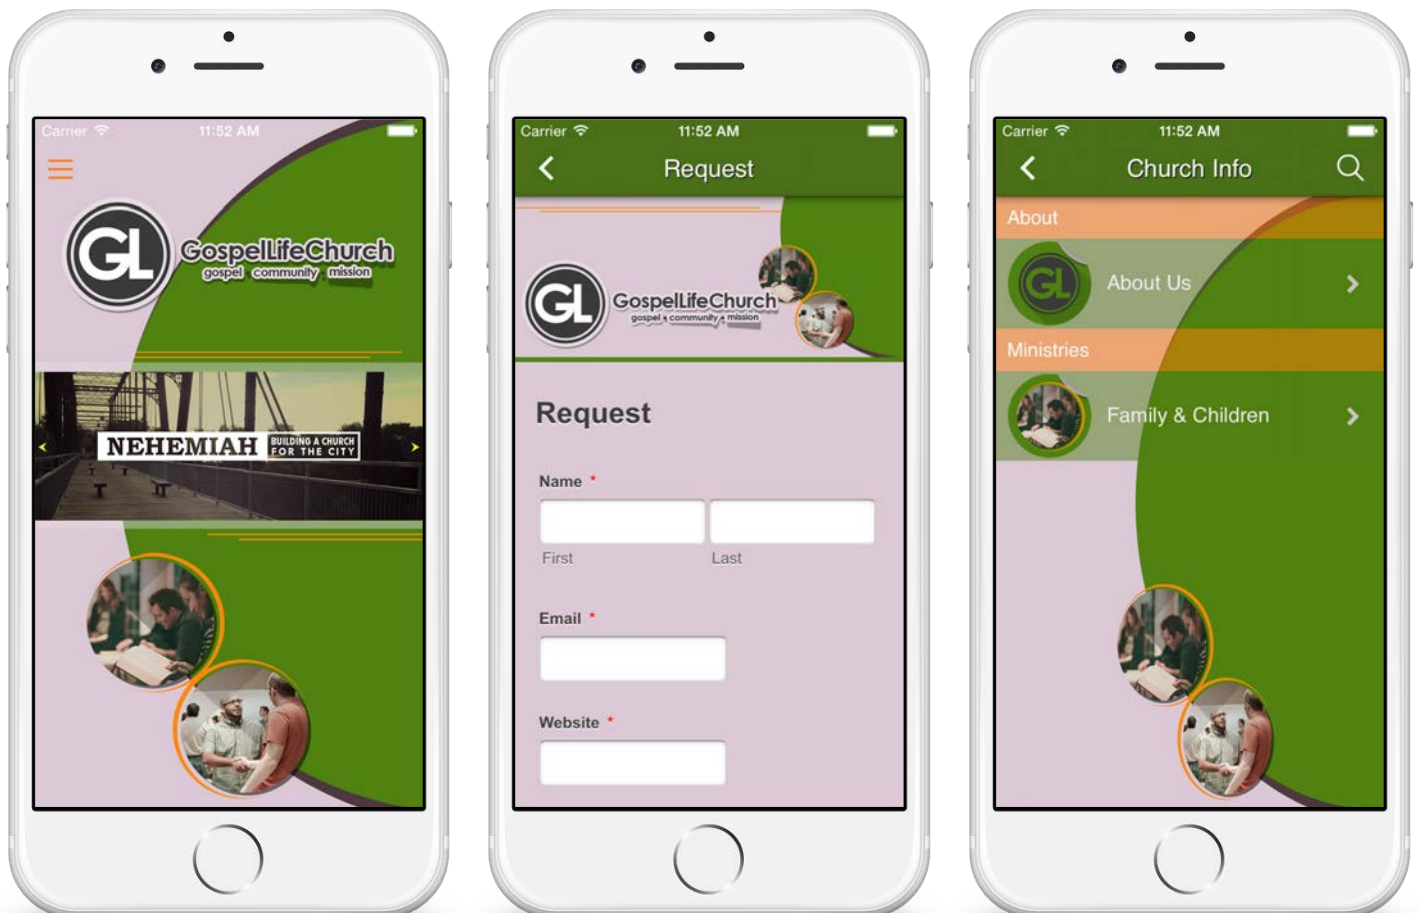 Carrier 11:52 AM
GL
GospelLifeChurch
gospel • community • mission
NEHEMIAH BUILDING A CHURCH
FOR THE CITY
Carrier 11:52 AM
Request
GL
GospelLifeChurch
gospel • community • mission
Request
Name *
First Last
Email *
Website *
Carrier 11:52 AM
Church Info
About
GL
About Us
Ministries
Family & Children